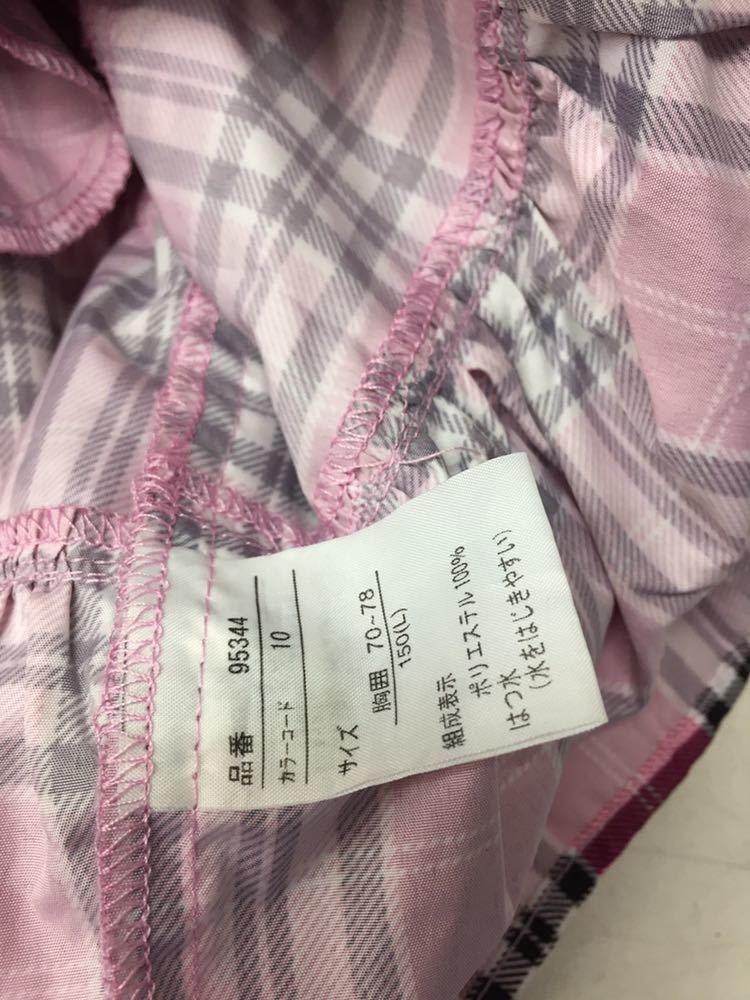 品番 95344
カラーコード 10
サイズ
胸囲 70~78
150(L)
組成表示
ポリエステル100%
はつ水
(水をはじきやすい)